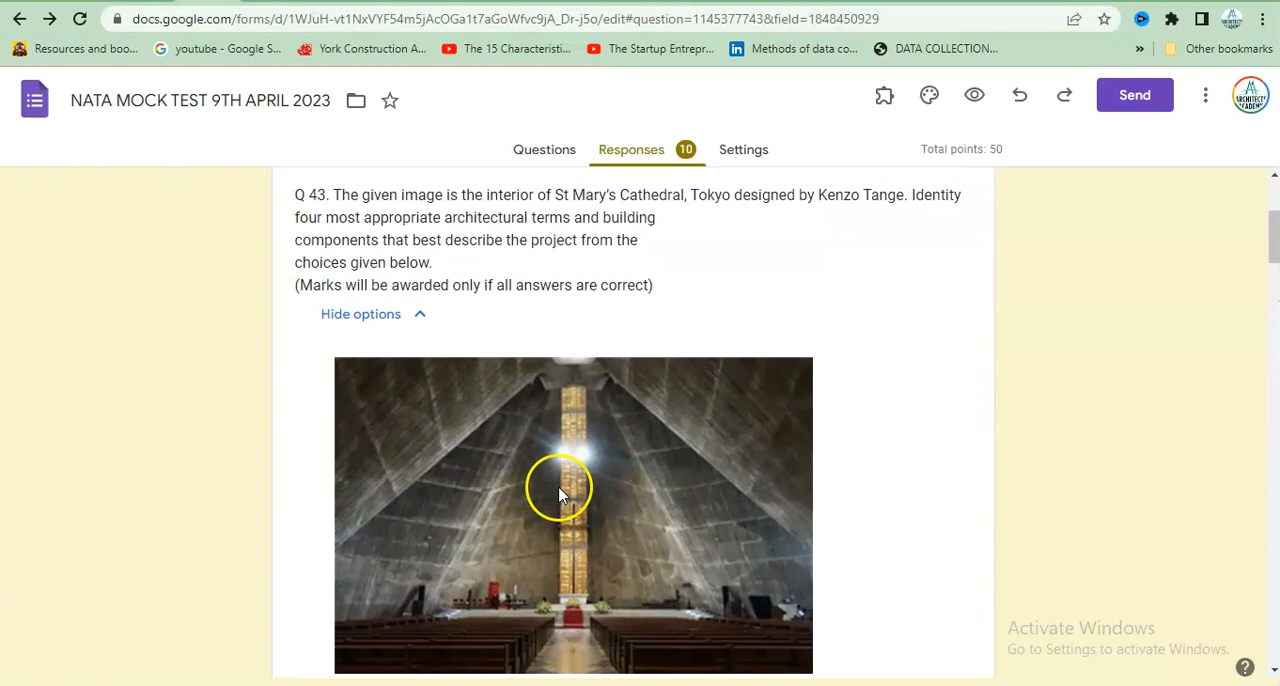 docs.google.com/forms/d/1WJuH-vt1NxVYF54m5jAcOGa1t7aGoWfvc9jA_Dr-j5o/edit#question=1145377743&field=1848450929
Resources and boo...
youtube - Google S...
York Construction A...
The 15 Characteristi...
The Startup Entrepr...
Methods of data co...
DATA COLLECTION...
»
Other bookmarks
NATA MOCK TEST 9TH APRIL 2023
Send
Questions
Responses 10
Settings
Total points: 50
Q 43. The given image is the interior of St Mary's Cathedral, Tokyo designed by Kenzo Tange. Identity
four most appropriate architectural terms and building
components that best describe the project from the
choices given below.
(Marks will be awarded only if all answers are correct)
Hide options
Activate Windows
Go to Settings to activate Windows.